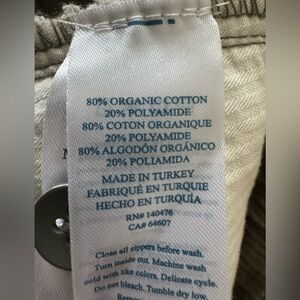 80% ORGANIC COTTON
20% POLYAMIDE
80% COTON ORGANIQUE
20% POLYAMIDE
80% ALGODÓN ORGÁNICO
20% POLIAMIDA
MADE IN TURKEY
FABRIQUÉ EN TURQUIE
HECHO EN TURQUÍA
RN# 140476
CA# 64607
Close all zippers before wash.
Turn inside out. Machine wash
cold with like colors. Delicate cycle.
Do not bleach. Tumble dry low.